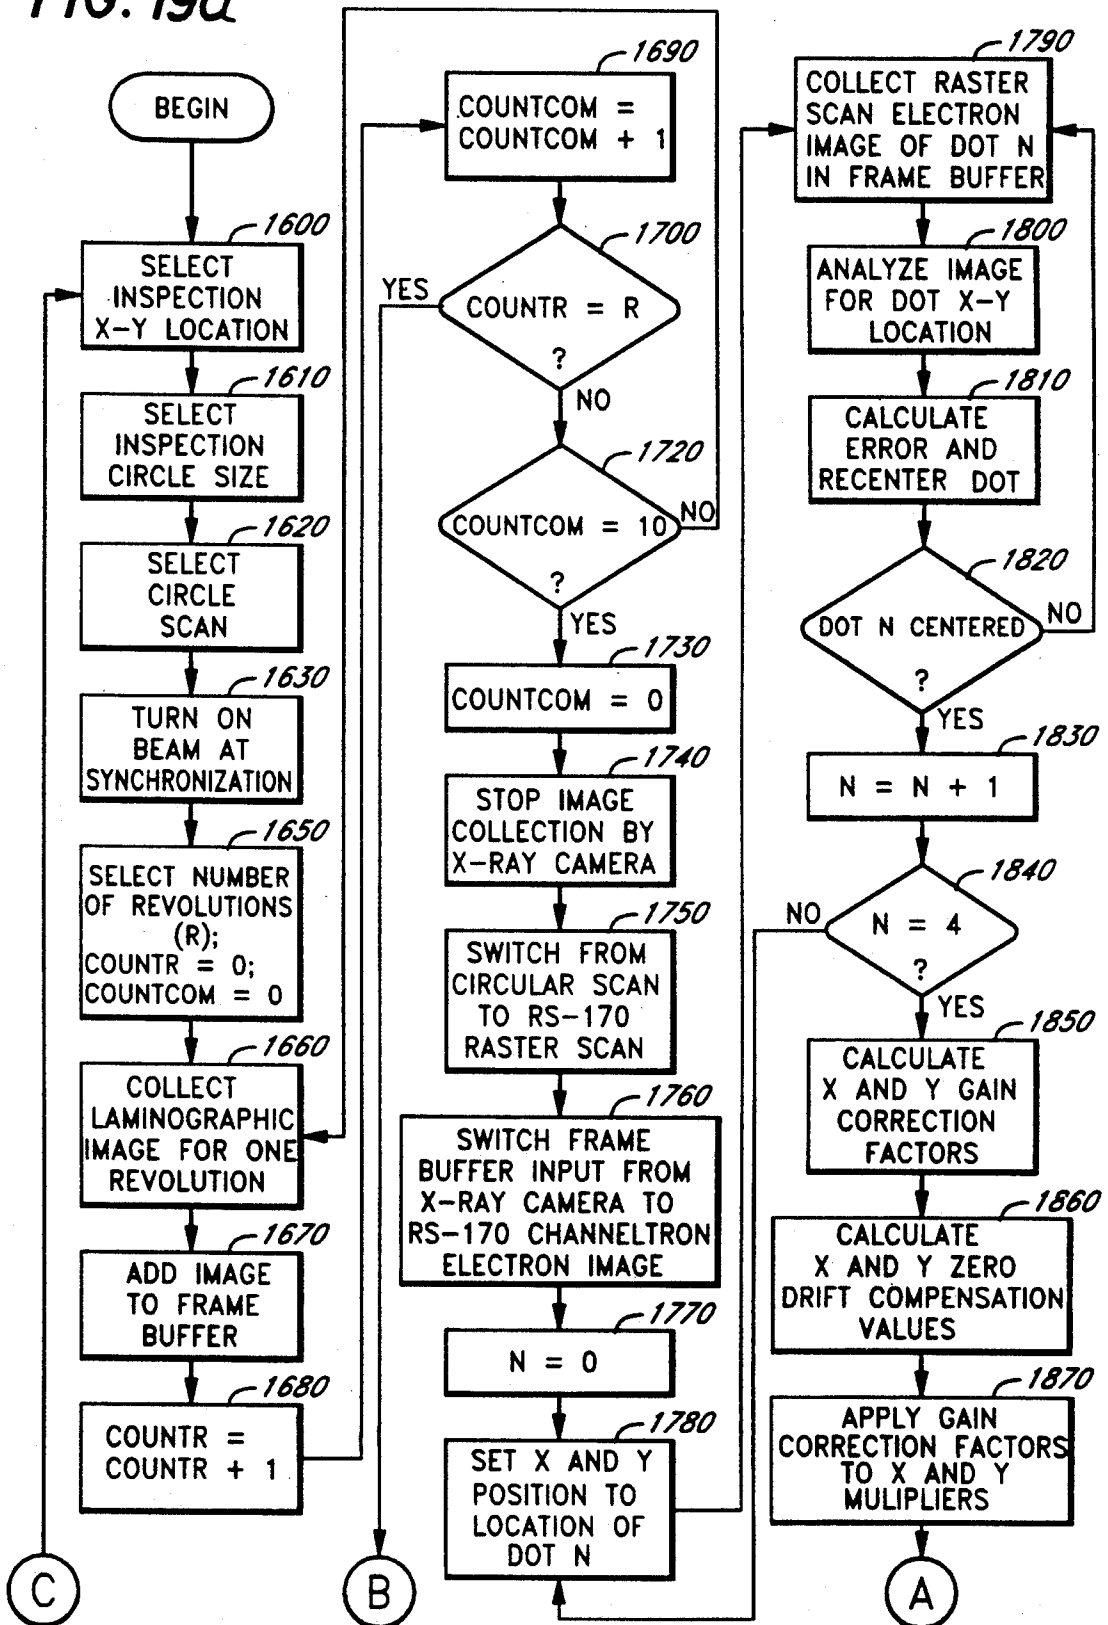 FIG. 19a
BEGIN
1600
SELECT
INSPECTION
X-Y LOCATION
1610
SELECT
INSPECTION
CIRCLE SIZE
1620
SELECT
CIRCLE
SCAN
1630
TURN ON
BEAM AT
SYNCHRONIZATION
1650
SELECT NUMBER
OF REVOLUTIONS
(R);
COUNTR = 0;
COUNTCOM = 0
1660
COLLECT
LAMINOGRAPHIC
IMAGE FOR ONE
REVOLUTION
1670
ADD IMAGE
TO FRAME
BUFFER
1680
COUNTR =
COUNTR + 1
C
1690
COUNTCOM =
COUNTCOM + 1
1700
YES
COUNTR = R
?
NO
1720
COUNTCOM = 10
NO
?
YES
1730
COUNTCOM = 0
1740
STOP IMAGE
COLLECTION BY
X-RAY CAMERA
1750
SWITCH FROM
CIRCULAR SCAN
TO RS-170
RASTER SCAN
1760
SWITCH FRAME
BUFFER INPUT FROM
X-RAY CAMERA TO
RS-170 CHANNELTRON
ELECTRON IMAGE
1770
N = 0
1780
SET X AND Y
POSITION TO
LOCATION OF
DOT N
B
1790
COLLECT RASTER
SCAN ELECTRON
IMAGE OF DOT N
IN FRAME BUFFER
1800
ANALYZE IMAGE
FOR DOT X-Y
LOCATION
1810
CALCULATE
ERROR AND
RECENTER DOT
1820
DOT N CENTERED
NO
?
YES
1830
N = N + 1
1840
NO
N = 4
?
YES
1850
CALCULATE
X AND Y GAIN
CORRECTION
FACTORS
1860
CALCULATE
X AND Y ZERO
DRIFT COMPENSATION
VALUES
1870
APPLY GAIN
CORRECTION FACTORS
TO X AND Y
MULIPLIERS
A